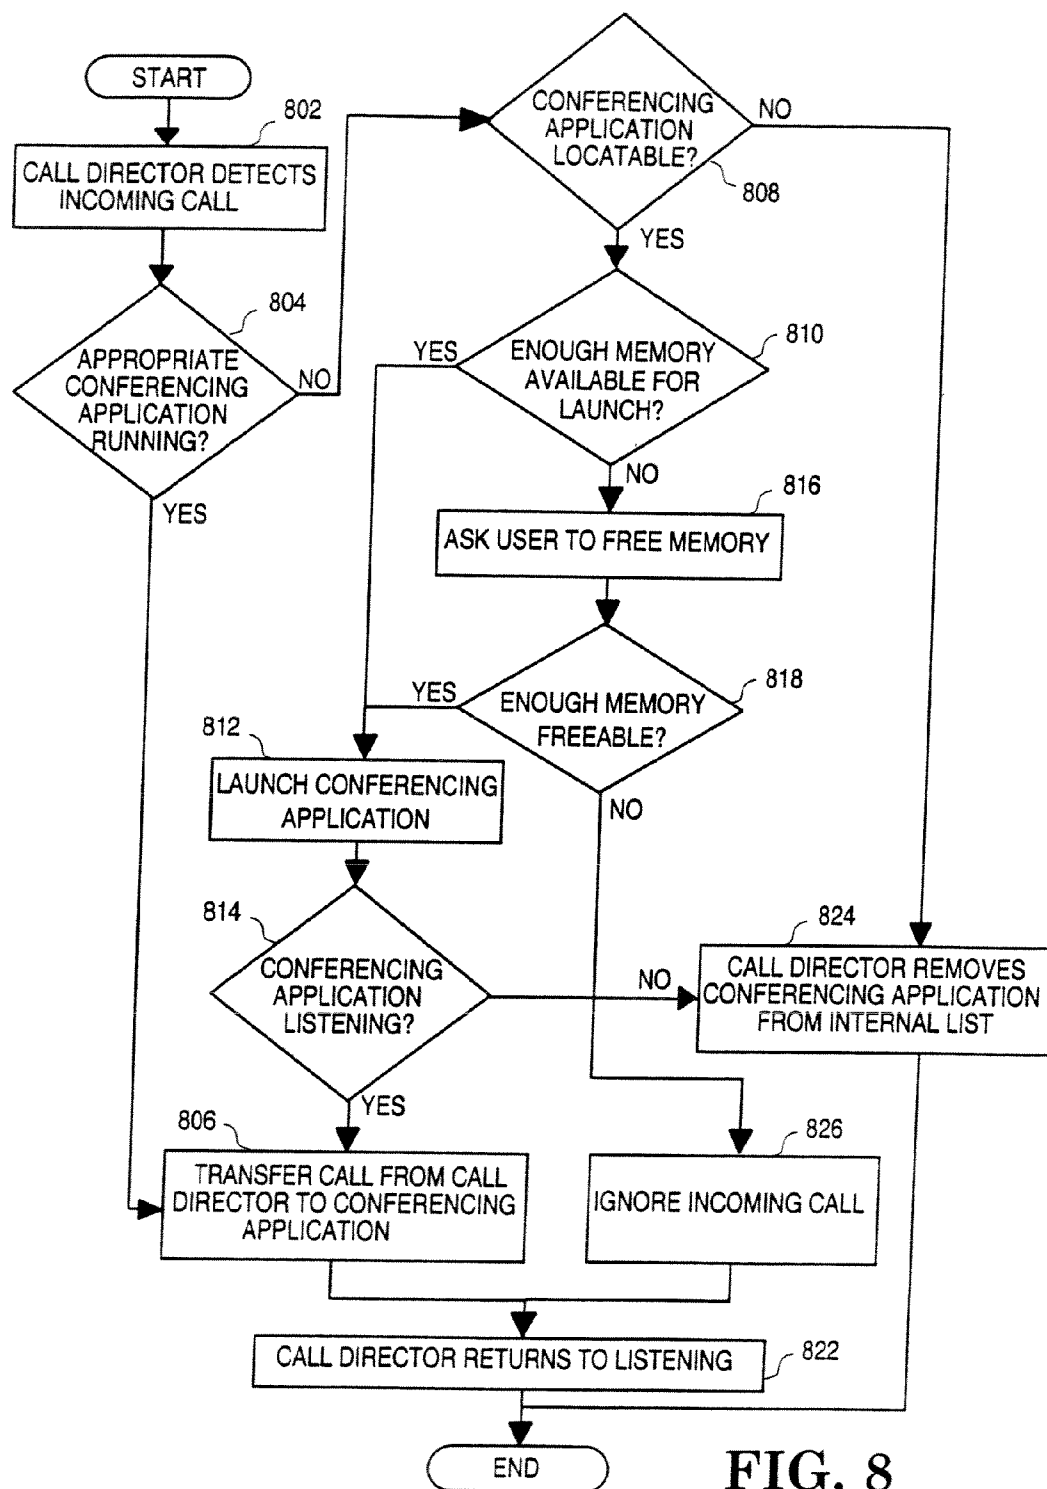 START
802
CALL DIRECTOR DETECTS
INCOMING CALL
804
APPROPRIATE
CONFERENCING
APPLICATION
RUNNING?
NO
YES
CONFERENCING
APPLICATION
LOCATABLE?
NO
808
YES
810
YES
ENOUGH MEMORY
AVAILABLE FOR
LAUNCH?
NO
816
ASK USER TO FREE MEMORY
818
YES
ENOUGH MEMORY
FREEABLE?
NO
812
LAUNCH CONFERENCING
APPLICATION
814
CONFERENCING
APPLICATION
LISTENING?
NO
YES
824
CALL DIRECTOR REMOVES
CONFERENCING APPLICATION
FROM INTERNAL LIST
806
TRANSFER CALL FROM CALL
DIRECTOR TO CONFERENCING
APPLICATION
826
IGNORE INCOMING CALL
CALL DIRECTOR RETURNS TO LISTENING
822
END
FIG. 8